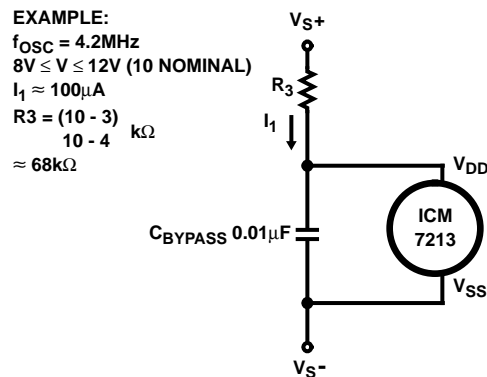 EXAMPLE:
fOSC = 4.2MHz
8V ≤ V ≤ 12V (10 NOMINAL)
I1 ≈ 100μA
R3 = (10 - 3)
10 - 4 kΩ
≈ 68kΩ
VS+
R3
I1
VDD
CBYPASS 0.01μF
ICM
7213
VSS
VS-